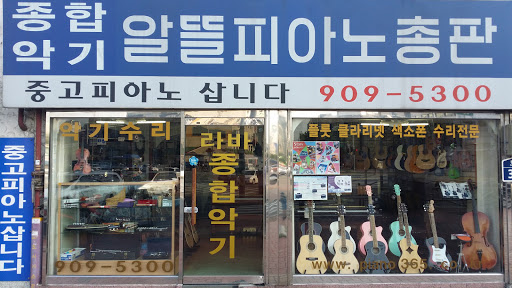 종합
악기
알뜰피아노총판
중고피아노 삽니다 909-5300
악기수리
라바
종합악기
플룻 클라리넷 색소폰 수리전문
중고피아노삽니다
909-5300